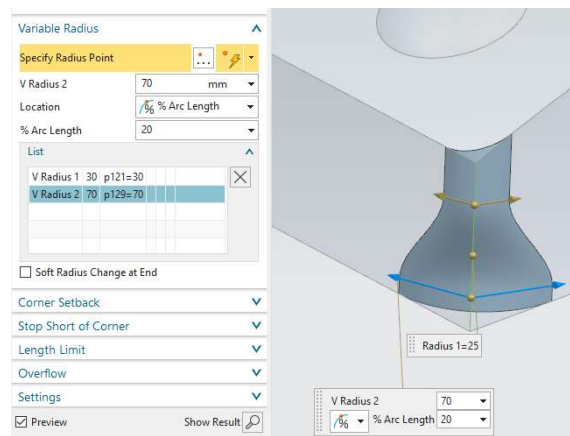 Variable Radius
Specify Radius Point
V Radius 2 70 mm
Location % % Arc Length
% Arc Length 20
List
V Radius 1 30 p121=30
V Radius 2 70 p129=70
Soft Radius Change at End
Corner Setback
Stop Short of Corner
Length Limit
Overflow
Settings
Preview Show Result
Radius 1=25
V Radius 2 70
% % Arc Length 20